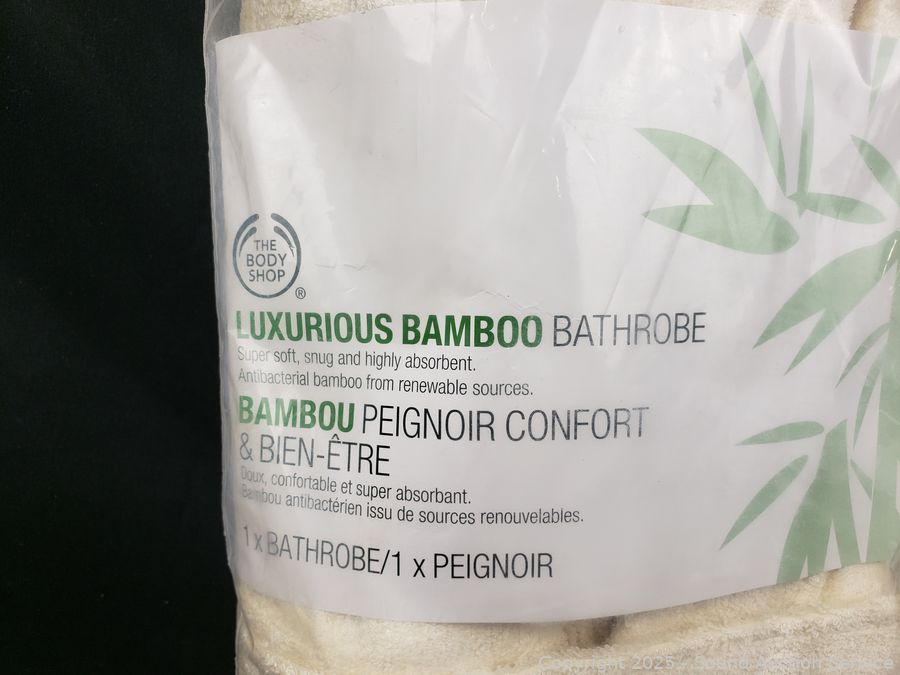 THE
BODY
SHOP
®
LUXURIOUS BAMBOO BATHROBE
Super soft, snug and highly absorbent.
Antibacterial bamboo from renewable sources.
BAMBOU PEIGNOIR CONFORT
& BIEN-ÊTRE
Doux, confortable et super absorbant.
Bambou antibactérien issu de sources renouvelables.
1 x BATHROBE/1 x PEIGNOIR
Copyright 2025 - Sound Auction Service